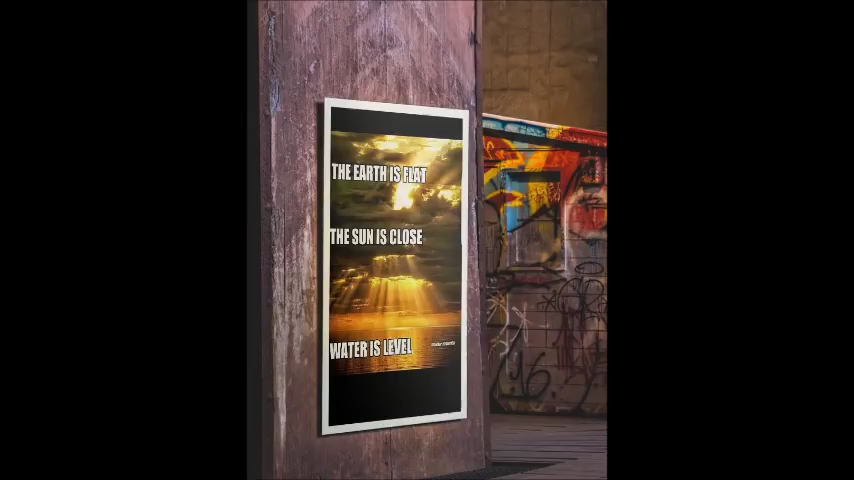 THE EARTH IS FLAT
THE SUN IS CLOSE
WATER IS LEVEL